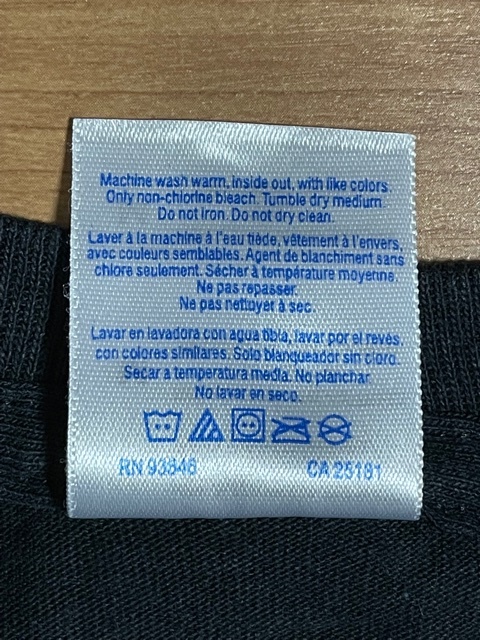 Machine wash warm, inside out, with like colors.
Only non-chlorine bleach. Tumble dry medium.
Do not iron. Do not dry clean.
Laver à la machine à l'eau tiède, vêtement à l'envers,
avec couleurs semblables. Agent de blanchiment sans
chlore seulement. Sécher à température moyenne.
Ne pas repasser.
Ne pas nettoyer à sec.
Lavar en lavadora con agua tibia, lavar por el revés,
con colores similares. Solo blanqueador sin cloro.
Secar a temperatura media. No planchar.
No lavar en seco.
RN 93846 CA 25181